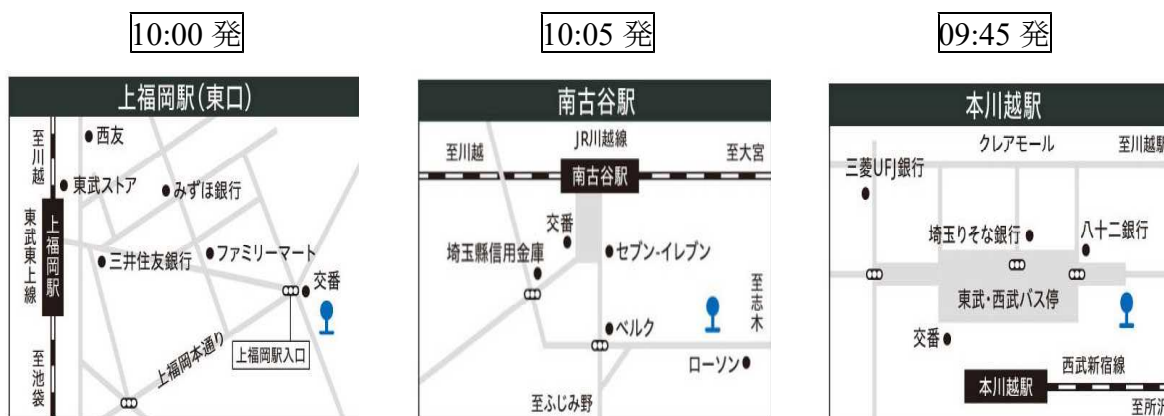 10:00 発
10:05 発
09:45 発
上福岡駅(東口)
至川越
西友
東武ストア
みずほ銀行
東武東上線
上福岡駅
三井住友銀行
ファミリーマート
交番
上福岡駅入口
上福岡本通り
至池袋
南古谷駅
JR川越線
至川越
至大宮
南古谷駅
交番
埼玉縣信用金庫
セブン-イレブン
至志木
ベルク
ローソン
至ふじみ野
本川越駅
クレアモール
至川越駅
三菱UFJ銀行
埼玉りそな銀行
八十二銀行
東武・西武バス停
交番
西武新宿線
本川越駅
至所沢